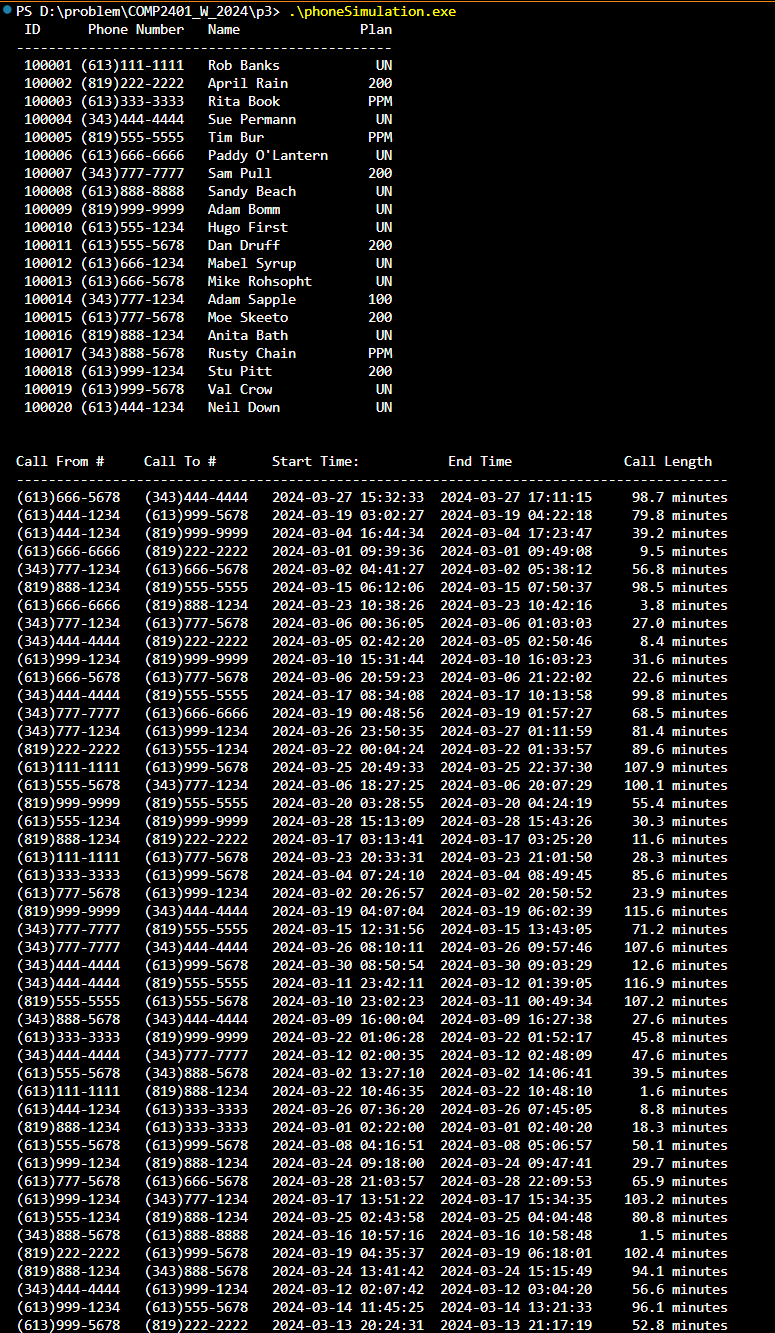 PS D:\problem\COMP2401_W_2024\p3> .\phoneSimulation.exe
ID Phone Number Name Plan
-----------------------------------------------
100001 (613)111-1111 Rob Banks UN
100002 (819)222-2222 April Rain 200
100003 (613)333-3333 Rita Book PPM
100004 (343)444-4444 Sue Permann UN
100005 (819)555-5555 Tim Bur PPM
100006 (613)666-6666 Paddy O'Lantern UN
100007 (343)777-7777 Sam Pull 200
100008 (613)888-8888 Sandy Beach UN
100009 (819)999-9999 Adam Bomm UN
100010 (613)555-1234 Hugo First UN
100011 (613)555-5678 Dan Druff 200
100012 (613)666-1234 Mabel Syrup UN
100013 (613)666-5678 Mike Rohsopht UN
100014 (343)777-1234 Adam Sapple 100
100015 (613)777-5678 Moe Skeeto 200
100016 (819)888-1234 Anita Bath UN
100017 (343)888-5678 Rusty Chain PPM
100018 (613)999-1234 Stu Pitt 200
100019 (613)999-5678 Val Crow UN
100020 (613)444-1234 Neil Down UN
Call From # Call To # Start Time: End Time Call Length
-----------------------------------------------------------------------------------------
(613)666-5678 (343)444-4444 2024-03-27 15:32:33 2024-03-27 17:11:15 98.7 minutes
(613)444-1234 (613)999-5678 2024-03-19 03:02:27 2024-03-19 04:22:18 79.8 minutes
(613)444-1234 (819)999-9999 2024-03-04 16:44:34 2024-03-04 17:23:47 39.2 minutes
(613)666-6666 (819)222-2222 2024-03-01 09:39:36 2024-03-01 09:49:08 9.5 minutes
(343)777-1234 (613)666-5678 2024-03-02 04:41:27 2024-03-02 05:38:12 56.8 minutes
(819)888-1234 (819)555-5555 2024-03-15 06:12:06 2024-03-15 07:50:37 98.5 minutes
(613)666-6666 (819)888-1234 2024-03-23 10:38:26 2024-03-23 10:42:16 3.8 minutes
(343)777-1234 (613)777-5678 2024-03-06 00:36:05 2024-03-06 01:03:03 27.0 minutes
(343)444-4444 (819)222-2222 2024-03-05 02:42:20 2024-03-05 02:50:46 8.4 minutes
(613)999-1234 (819)999-9999 2024-03-10 15:31:44 2024-03-10 16:03:23 31.6 minutes
(613)666-5678 (613)777-5678 2024-03-06 20:59:23 2024-03-06 21:22:02 22.6 minutes
(343)444-4444 (819)555-5555 2024-03-17 08:34:08 2024-03-17 10:13:58 99.8 minutes
(343)777-7777 (613)666-6666 2024-03-19 00:48:56 2024-03-19 01:57:27 68.5 minutes
(343)777-1234 (613)999-1234 2024-03-26 23:50:35 2024-03-27 01:11:59 81.4 minutes
(819)222-2222 (613)555-1234 2024-03-22 00:04:24 2024-03-22 01:33:57 89.6 minutes
(613)111-1111 (613)999-5678 2024-03-25 20:49:33 2024-03-25 22:37:30 107.9 minutes
(613)555-5678 (343)777-1234 2024-03-06 18:27:25 2024-03-06 20:07:29 100.1 minutes
(819)999-9999 (819)555-5555 2024-03-20 03:28:55 2024-03-20 04:24:19 55.4 minutes
(613)555-1234 (819)999-9999 2024-03-28 15:13:09 2024-03-28 15:43:26 30.3 minutes
(819)888-1234 (819)222-2222 2024-03-17 03:13:41 2024-03-17 03:25:20 11.6 minutes
(613)111-1111 (613)777-5678 2024-03-23 20:33:31 2024-03-23 21:01:50 28.3 minutes
(613)333-3333 (613)999-5678 2024-03-04 07:24:10 2024-03-04 08:49:45 85.6 minutes
(613)777-5678 (613)999-1234 2024-03-02 20:26:57 2024-03-02 20:50:52 23.9 minutes
(819)999-9999 (343)444-4444 2024-03-19 04:07:04 2024-03-19 06:02:39 115.6 minutes
(343)777-7777 (819)555-5555 2024-03-15 12:31:56 2024-03-15 13:43:05 71.2 minutes
(343)777-7777 (343)444-4444 2024-03-26 08:10:11 2024-03-26 09:57:46 107.6 minutes
(343)444-4444 (613)999-5678 2024-03-30 08:50:54 2024-03-30 09:03:29 12.6 minutes
(343)444-4444 (819)555-5555 2024-03-11 23:42:11 2024-03-12 01:39:05 116.9 minutes
(819)555-5555 (613)555-5678 2024-03-10 23:02:23 2024-03-11 00:49:34 107.2 minutes
(343)888-5678 (343)444-4444 2024-03-09 16:00:04 2024-03-09 16:27:38 27.6 minutes
(613)333-3333 (819)999-9999 2024-03-22 01:06:28 2024-03-22 01:52:17 45.8 minutes
(343)444-4444 (343)777-7777 2024-03-12 02:00:35 2024-03-12 02:48:09 47.6 minutes
(613)555-5678 (343)888-5678 2024-03-02 13:27:10 2024-03-02 14:06:41 39.5 minutes
(613)111-1111 (819)888-1234 2024-03-22 10:46:35 2024-03-22 10:48:10 1.6 minutes
(613)444-1234 (613)333-3333 2024-03-26 07:36:20 2024-03-26 07:45:05 8.8 minutes
(819)888-1234 (613)333-3333 2024-03-01 02:22:00 2024-03-01 02:40:20 18.3 minutes
(613)555-5678 (613)999-5678 2024-03-08 04:16:51 2024-03-08 05:06:57 50.1 minutes
(613)999-1234 (819)888-1234 2024-03-24 09:18:00 2024-03-24 09:47:41 29.7 minutes
(613)777-5678 (613)666-5678 2024-03-28 21:03:57 2024-03-28 22:09:53 65.9 minutes
(613)999-1234 (343)777-1234 2024-03-17 13:51:22 2024-03-17 15:34:35 103.2 minutes
(613)555-1234 (819)888-1234 2024-03-25 02:43:58 2024-03-25 04:04:48 80.8 minutes
(343)888-5678 (613)888-8888 2024-03-16 10:57:16 2024-03-16 10:58:48 1.5 minutes
(819)222-2222 (613)999-5678 2024-03-19 04:35:37 2024-03-19 06:18:01 102.4 minutes
(819)888-1234 (343)888-5678 2024-03-24 13:41:42 2024-03-24 15:15:49 94.1 minutes
(343)444-4444 (613)999-1234 2024-03-12 02:07:42 2024-03-12 03:04:20 56.6 minutes
(613)999-1234 (613)555-5678 2024-03-14 11:45:25 2024-03-14 13:21:33 96.1 minutes
(613)999-5678 (819)222-2222 2024-03-13 20:24:31 2024-03-13 21:17:19 52.8 minutes